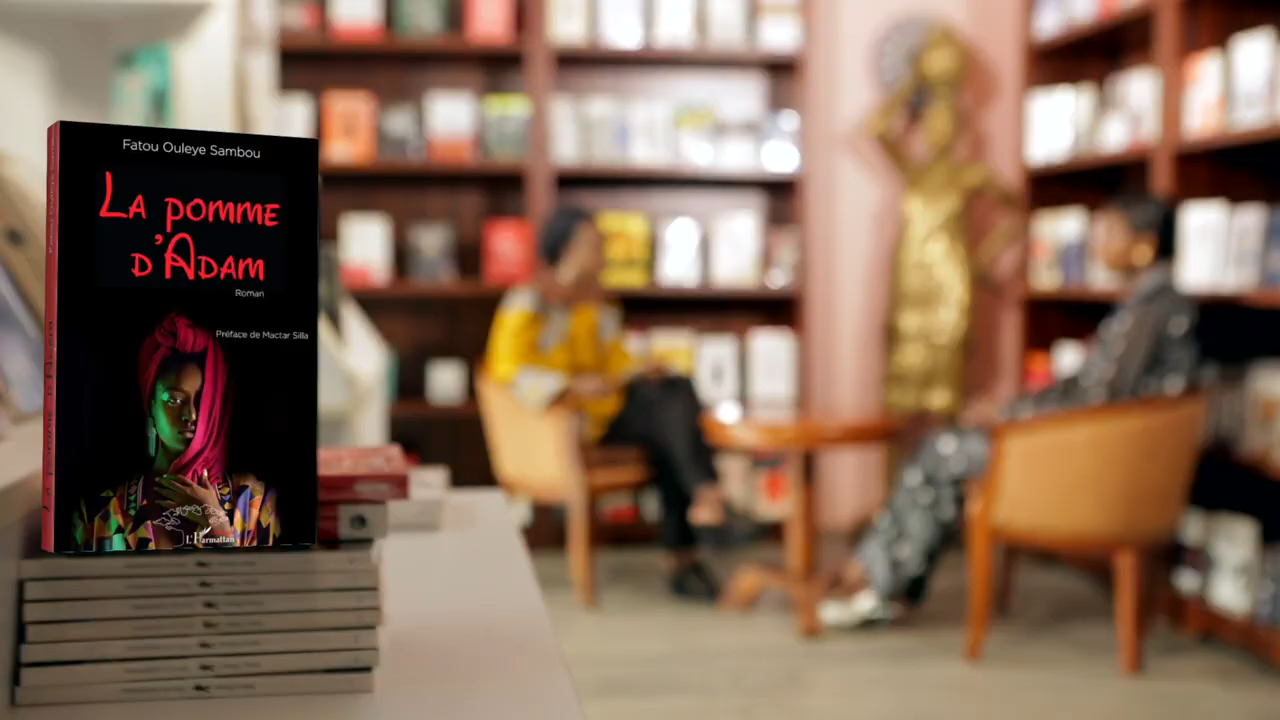 Fatou Ouleye Sambou
LA POMME
D'ADAM
Roman
Préface de Mactar Silla
L'Harmattan